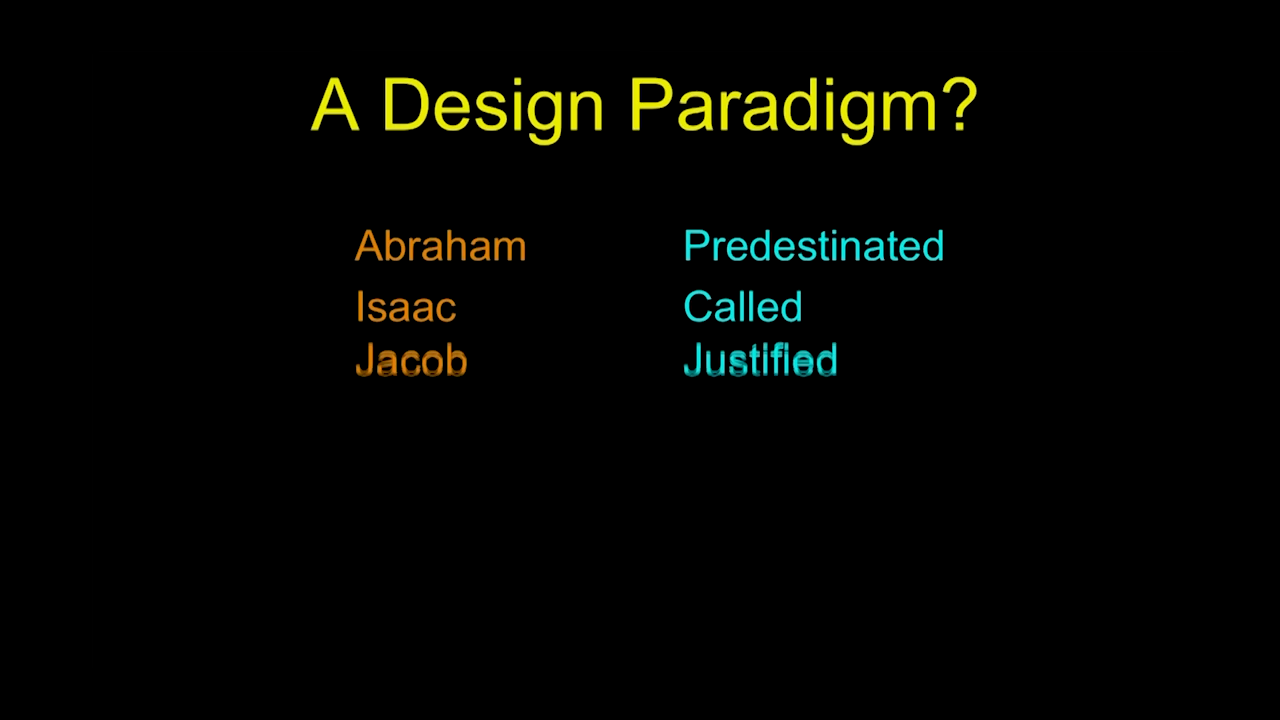 A Design Paradigm?
Abraham Predestinated
Isaac Called
Jacob Justified